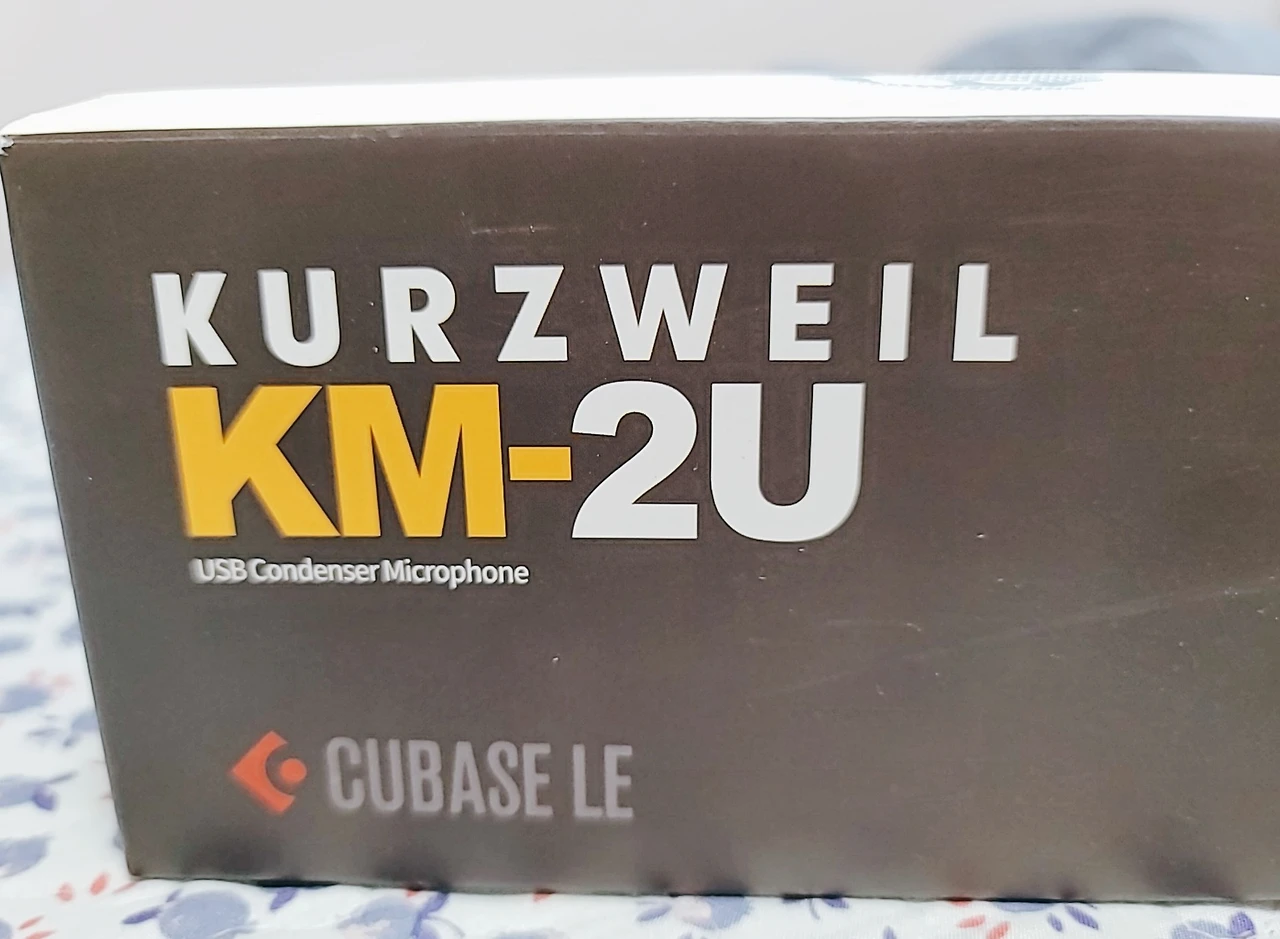 KURZWEIL
KM-2U
USB Condenser Microphone
CUBASE LE